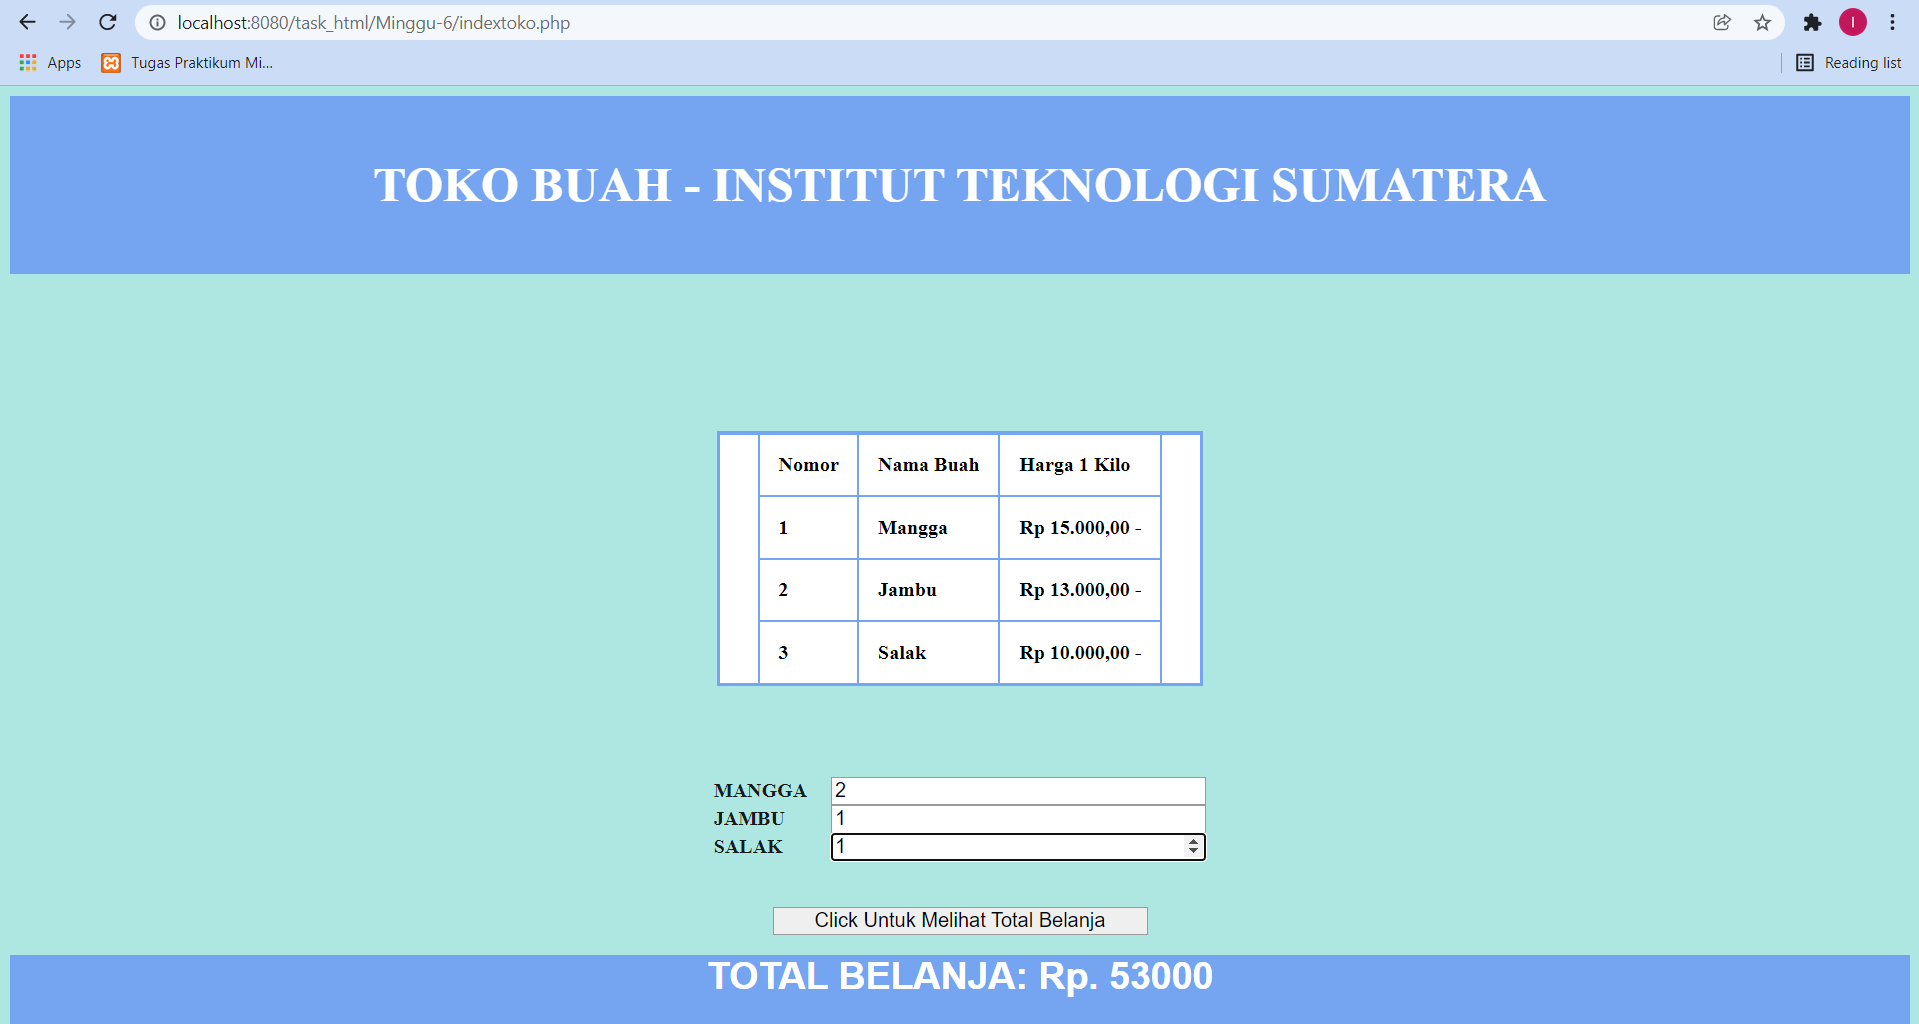 localhost:8080/task_html/Minggu-6/indextoko.php
I
Apps
Tugas Praktikum Mi...
Reading list
TOKO BUAH - INSTITUT TEKNOLOGI SUMATERA
Nomor Nama Buah Harga 1 Kilo
1 Mangga Rp 15.000,00 -
2 Jambu Rp 13.000,00 -
3 Salak Rp 10.000,00 -
MANGGA 2
JAMBU 1
SALAK 1
Click Untuk Melihat Total Belanja
TOTAL BELANJA: Rp. 53000